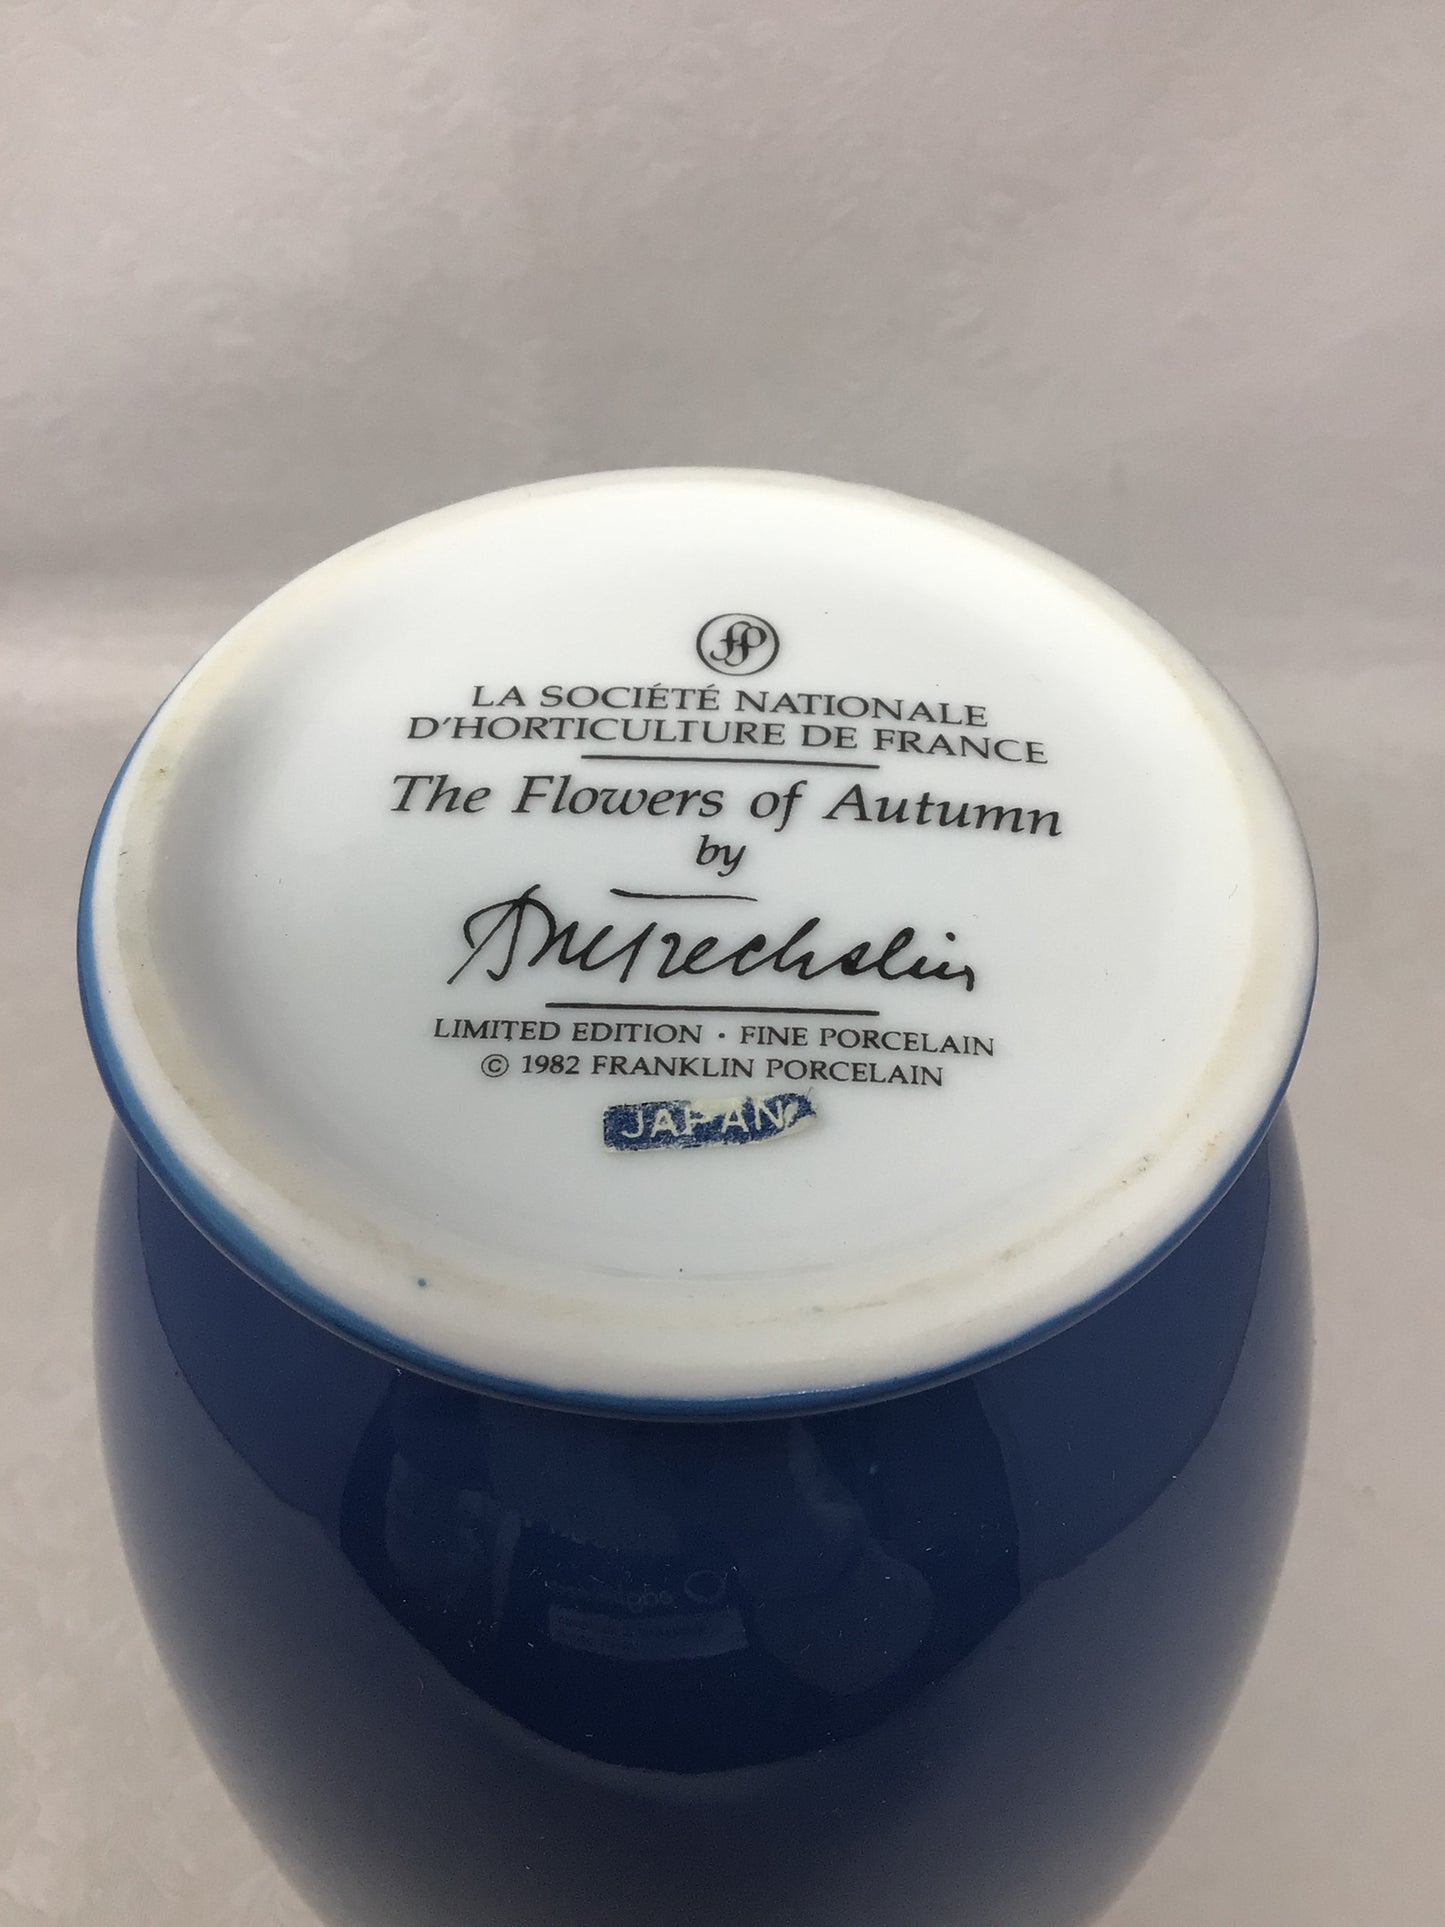 fp
LA SOCIÉTÉ NATIONALE
D'HORTICULTURE DE FRANCE
The Flowers of Autumn
by
LIMITED EDITION · FINE PORCELAIN
© 1982 FRANKLIN PORCELAIN
JAPAN